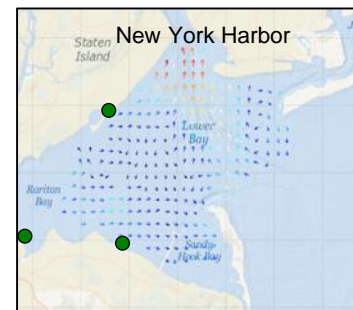 New York Harbor
Staten
Island
Lower
Bay
Raritan
Bay
Sandy
Hook Bay